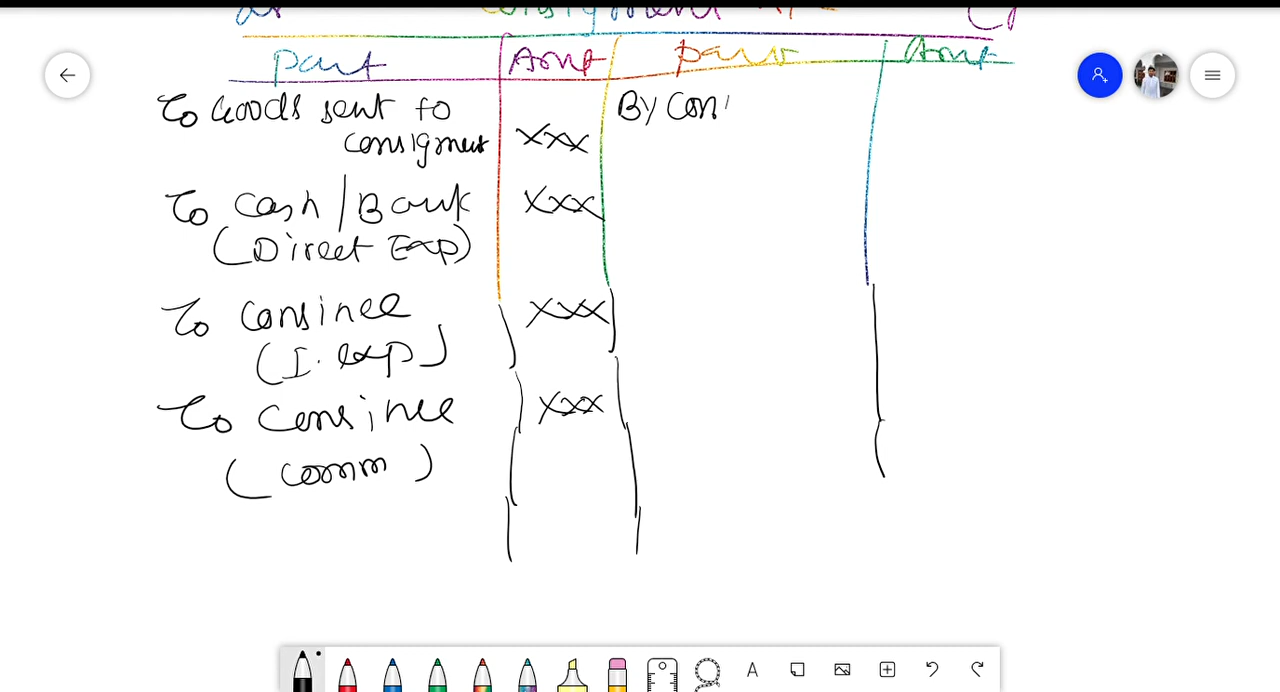 Consignment A/c
Part Amt Amt
To Goods sent to By Con
Consignment xxx
To Cash/Bank xxx
(Direct Exp)
To Consinee xxx
(I. exp)
To Consinee xxx
(Comm)
A